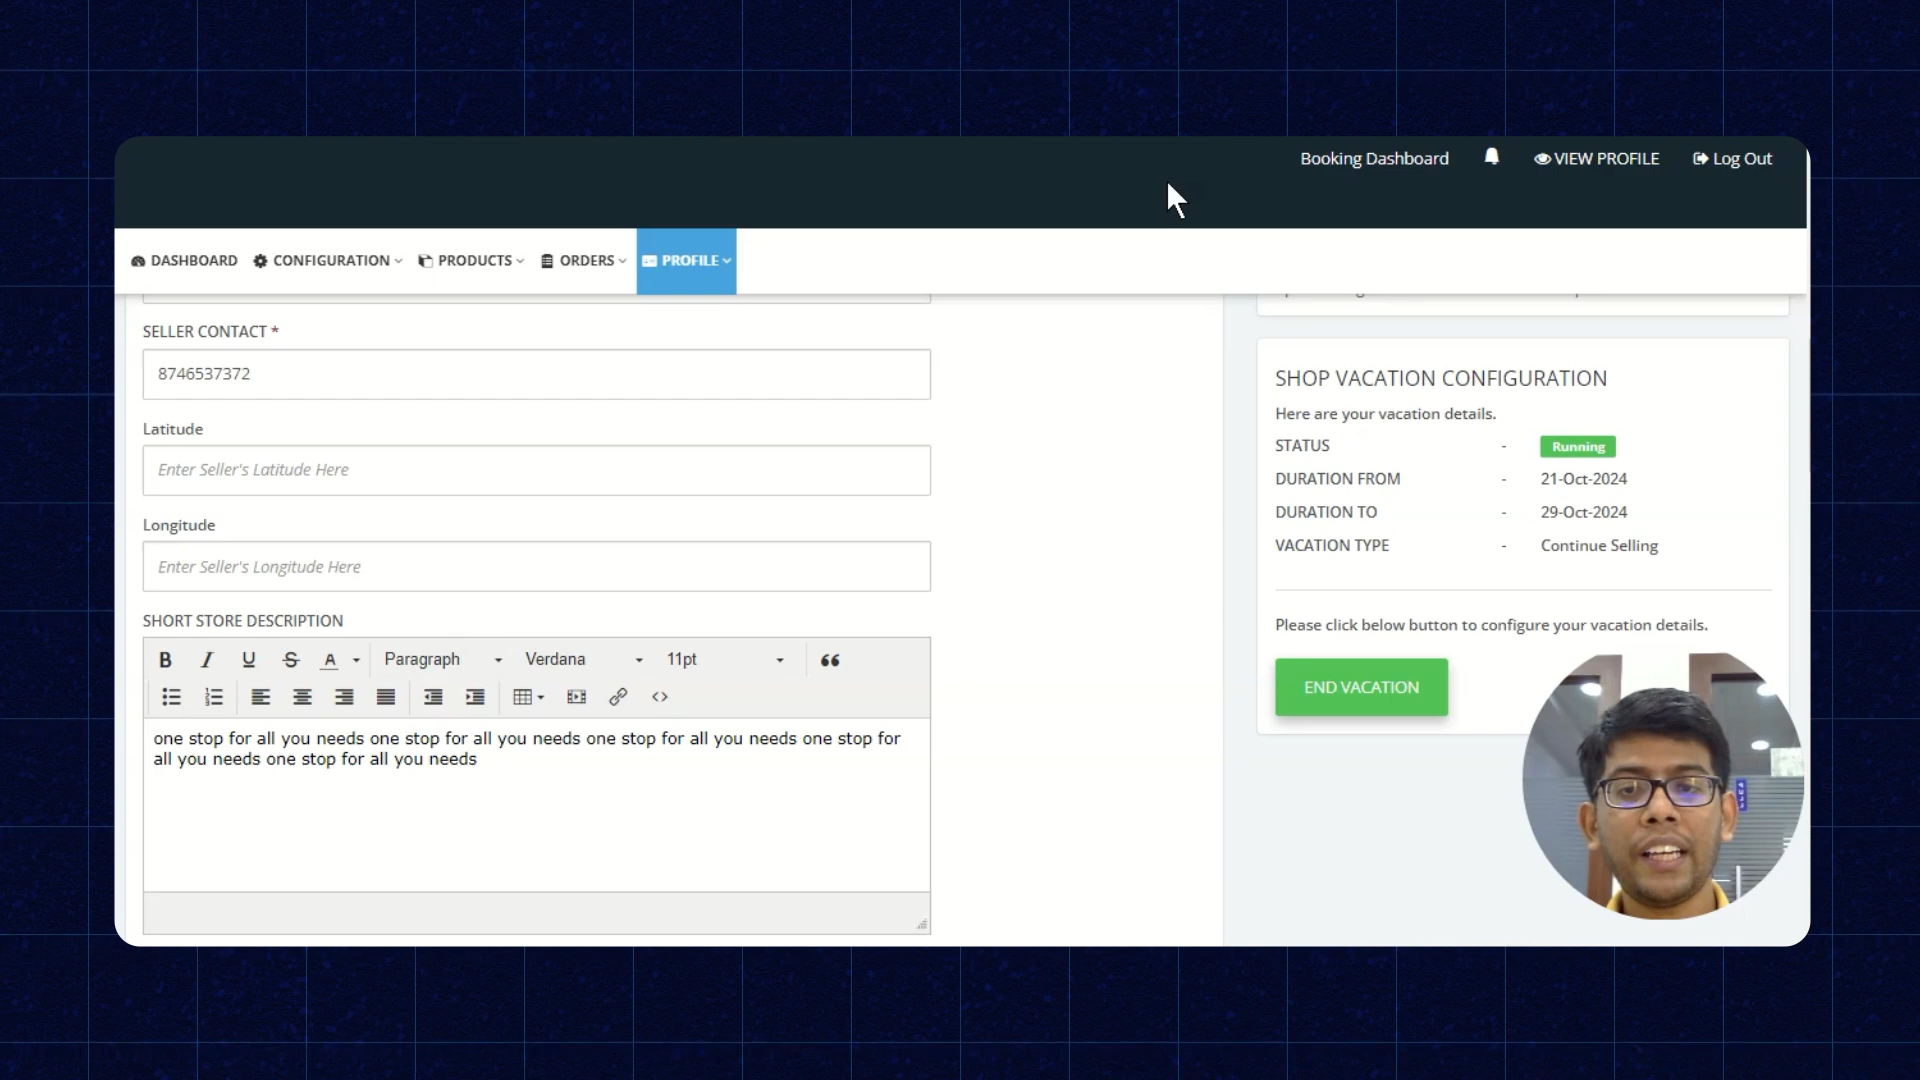 Booking Dashboard
VIEW PROFILE
Log Out
DASHBOARD
CONFIGURATION
PRODUCTS
ORDERS
PROFILE
SELLER CONTACT *
8746537372
Latitude
Enter Seller's Latitude Here
Longitude
Enter Seller's Longitude Here
SHORT STORE DESCRIPTION
B I U S A Paragraph Verdana 11pt
one stop for all you needs one stop for all you needs one stop for all you needs one stop for
all you needs one stop for all you needs
SHOP VACATION CONFIGURATION
Here are your vacation details.
STATUS - Running
DURATION FROM - 21-Oct-2024
DURATION TO - 29-Oct-2024
VACATION TYPE - Continue Selling
Please click below button to configure your vacation details.
END VACATION